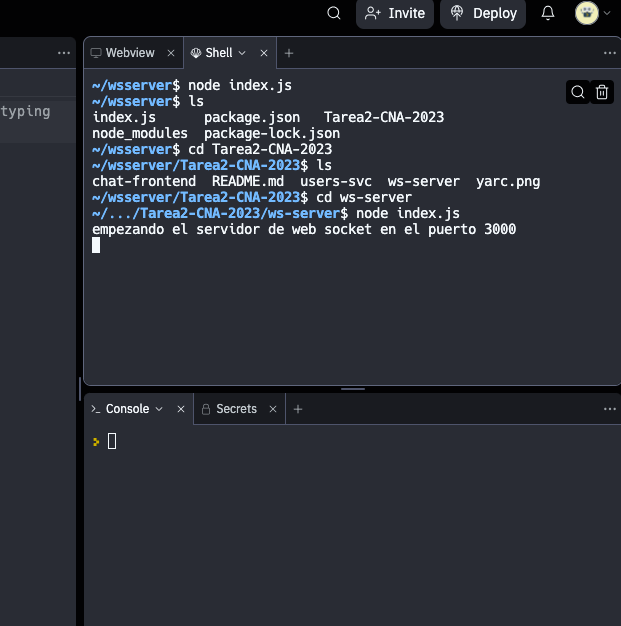 Invite Deploy
Webview Shell
typing
~/wsserver$ node index.js
~/wsserver$ ls
index.js package.json Tarea2-CNA-2023
node_modules package-lock.json
~/wsserver$ cd Tarea2-CNA-2023
~/wsserver/Tarea2-CNA-2023$ ls
chat-frontend README.md users-svc ws-server yarc.png
~/wsserver/Tarea2-CNA-2023$ cd ws-server
~/.../Tarea2-CNA-2023/ws-server$ node index.js
empezando el servidor de web socket en el puerto 3000
Console Secrets